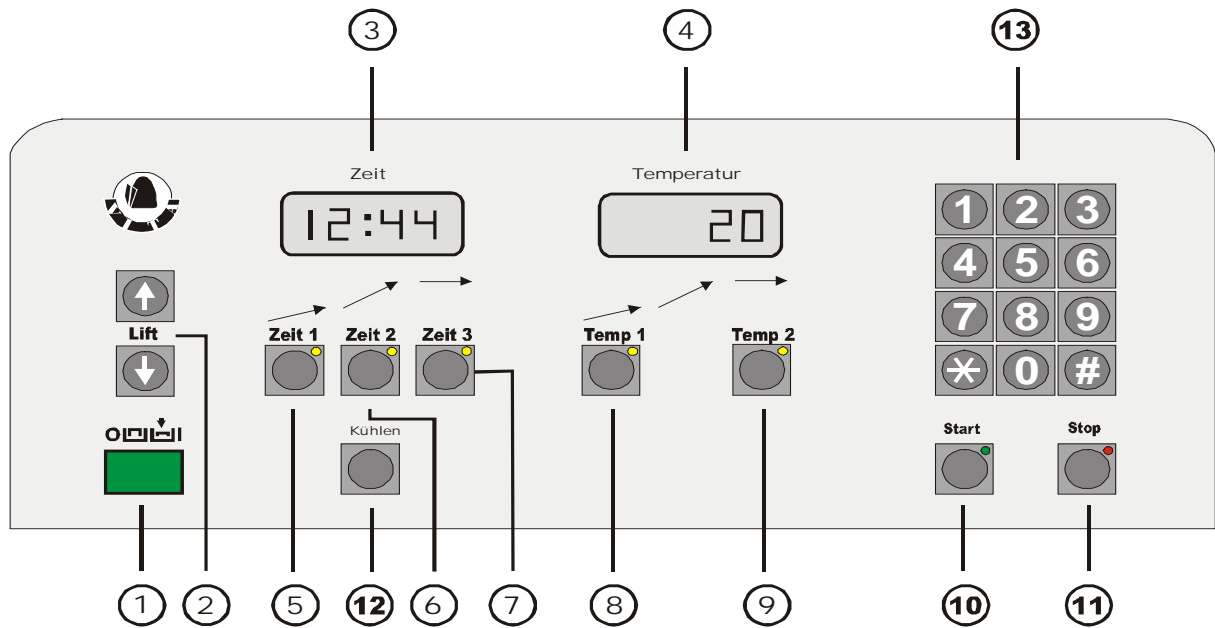 3 4 13
Zeit Temperatur
12:44 20
1 2 3
4 5 6
7 8 9
* 0 #
Lift
Zeit 1 Zeit 2 Zeit 3 Temp 1 Temp 2
Kühlen
Start Stop
1 2 5 12 6 7 8 9 10 11